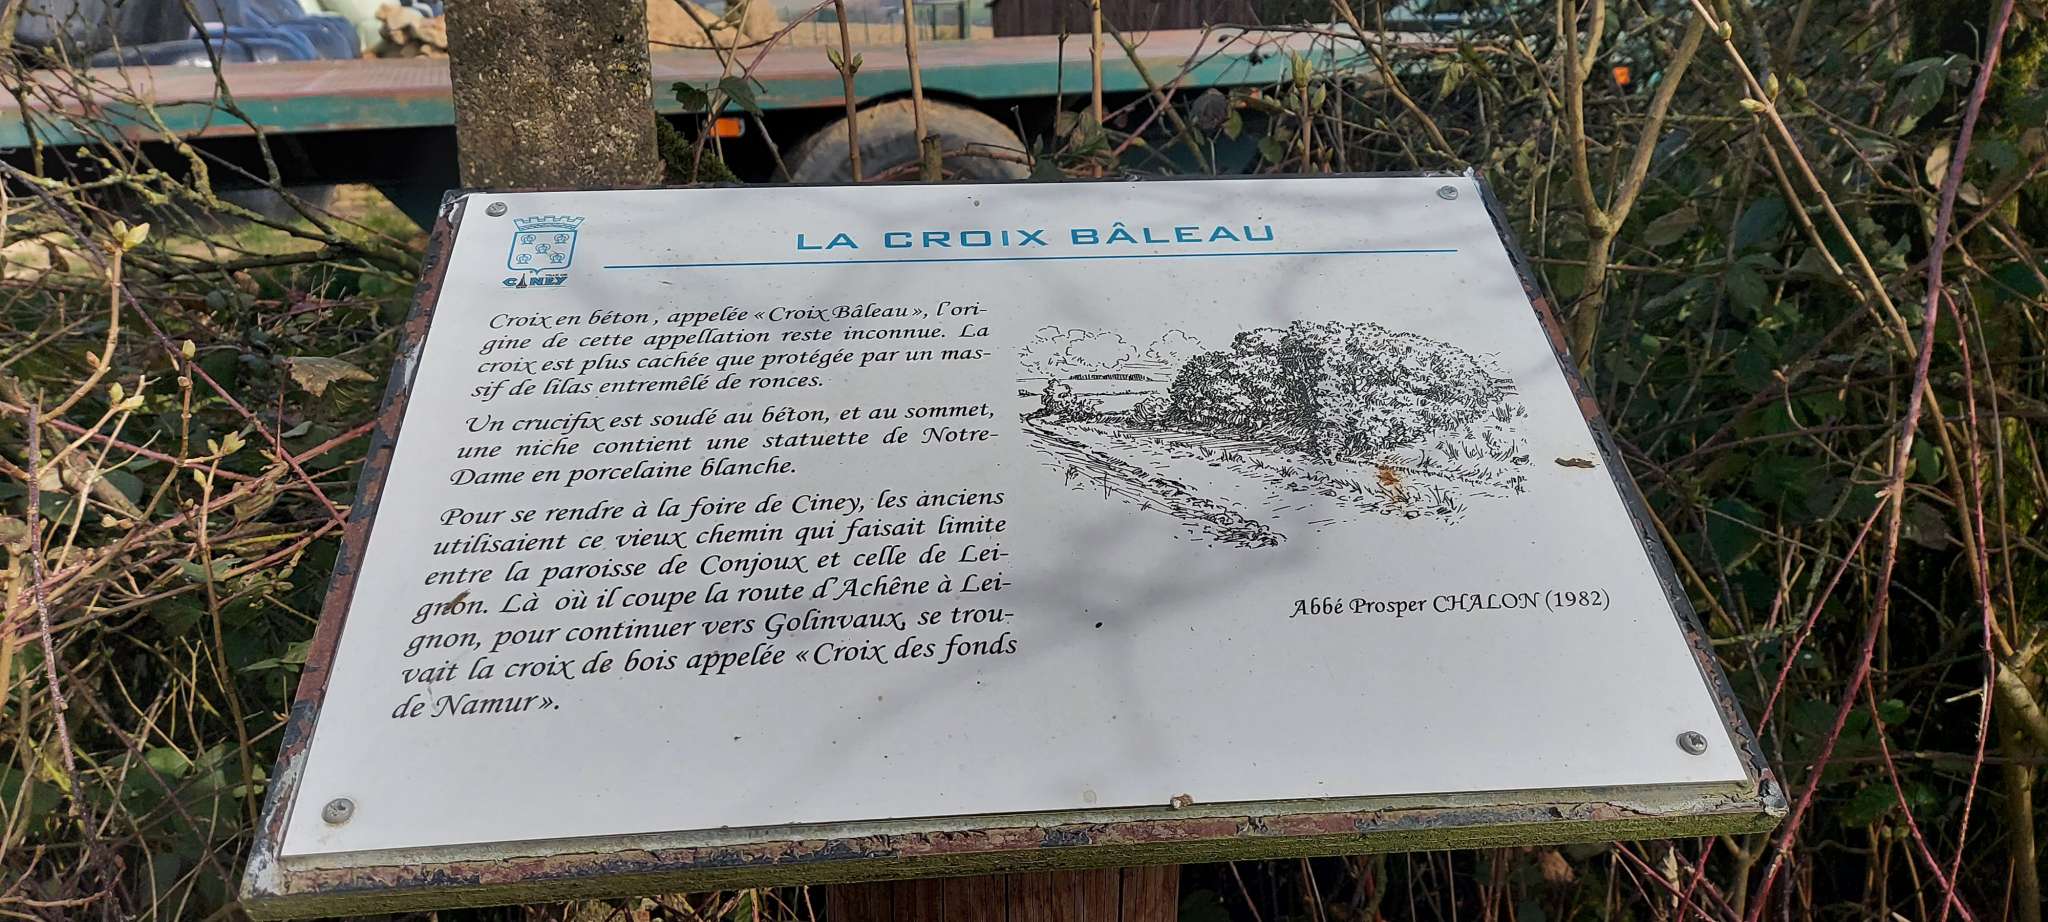 LA CROIX BÂLEAU
VILLE DE
CINEY
Croix en béton , appelée « Croix Bâleau », l'ori-
gine de cette appellation reste inconnue. La
croix est plus cachée que protégée par un mas-
sif de lilas entremêlé de ronces.
Un crucifix est soudé au béton, et au sommet,
une niche contient une statuette de Notre-
Dame en porcelaine blanche.
Pour se rendre à la foire de Ciney, les anciens
utilisaient ce vieux chemin qui faisait limite
entre la paroisse de Conjoux et celle de Lei-
gnon. Là où il coupe la route d'Achêne à Lei-
gnon, pour continuer vers Golinvaux, se trou-
vait la croix de bois appelée « Croix des fonds
de Namur ».
Abbé Prosper CHALON (1982)